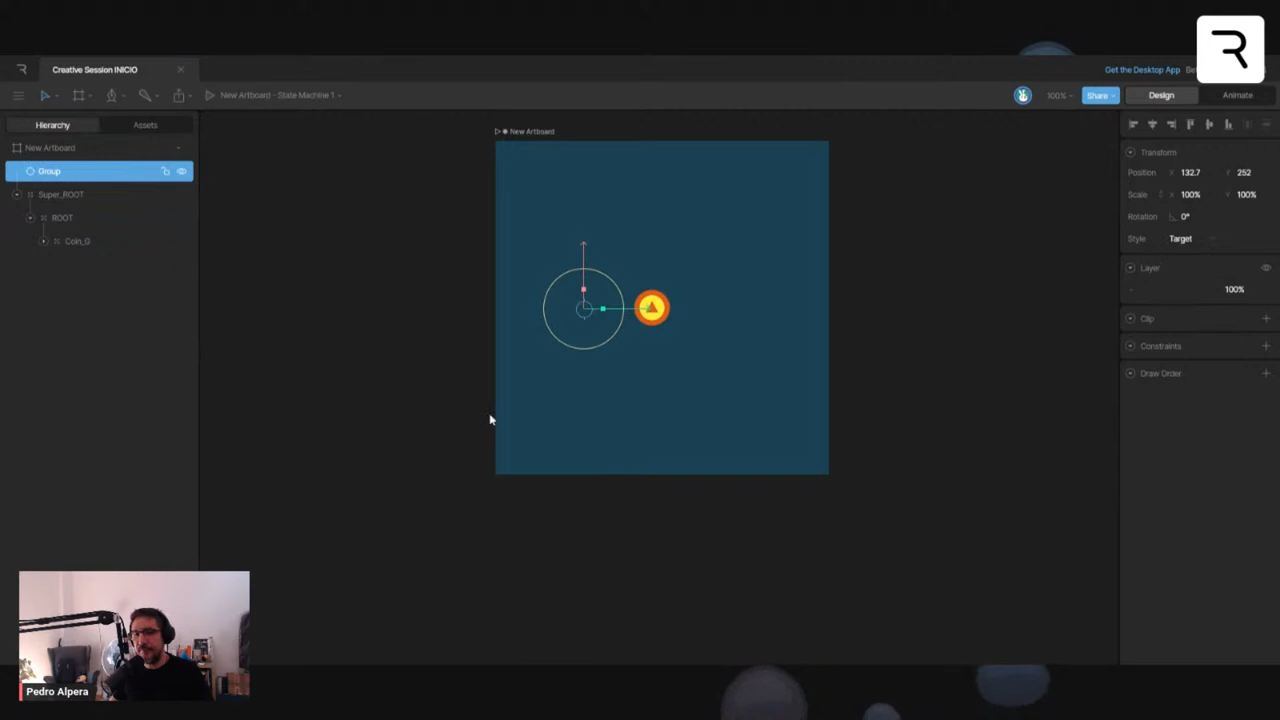 Creative Session INICIO
Get the Desktop App
New Artboard - State Machine 1
100%
Share
Design
Animate
Hierarchy
Assets
New Artboard
Group
Super_ROOT
ROOT
Coin_G
New Artboard
Transform
Position X 132.7 Y 252
Scale X 100% Y 100%
Rotation 0°
Style Target
Layer
100%
Clip
Constraints
Draw Order
Pedro Alpera